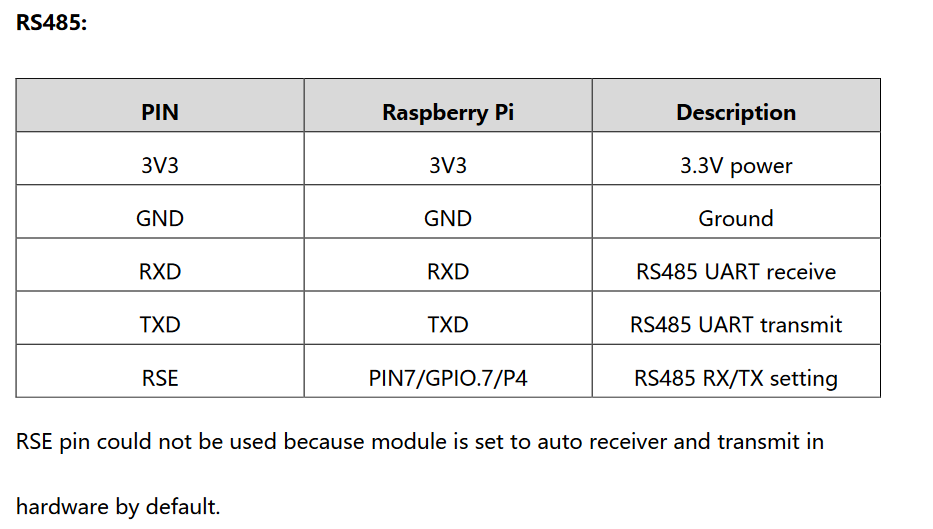 RS485:
PIN Raspberry Pi Description
3V3 3V3 3.3V power
GND GND Ground
RXD RXD RS485 UART receive
TXD TXD RS485 UART transmit
RSE PIN7/GPIO.7/P4 RS485 RX/TX setting
RSE pin could not be used because module is set to auto receiver and transmit in
hardware by default.